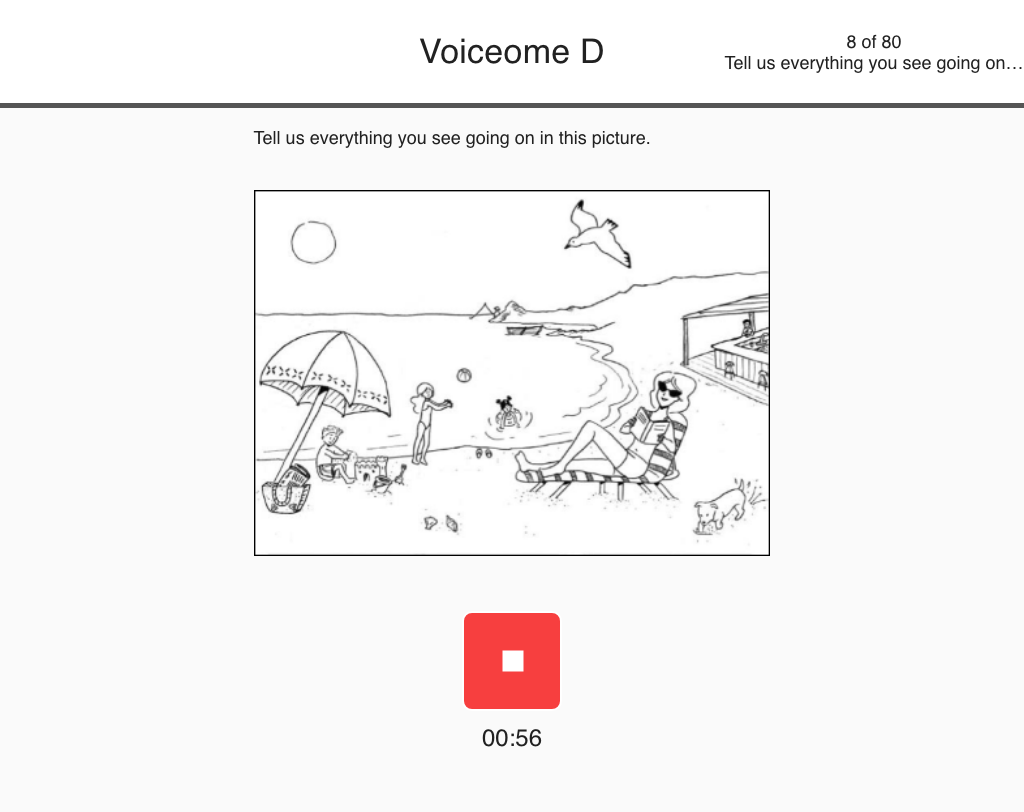 Voiceome D
8 of 80
Tell us everything you see going on…
Tell us everything you see going on in this picture.
00:56